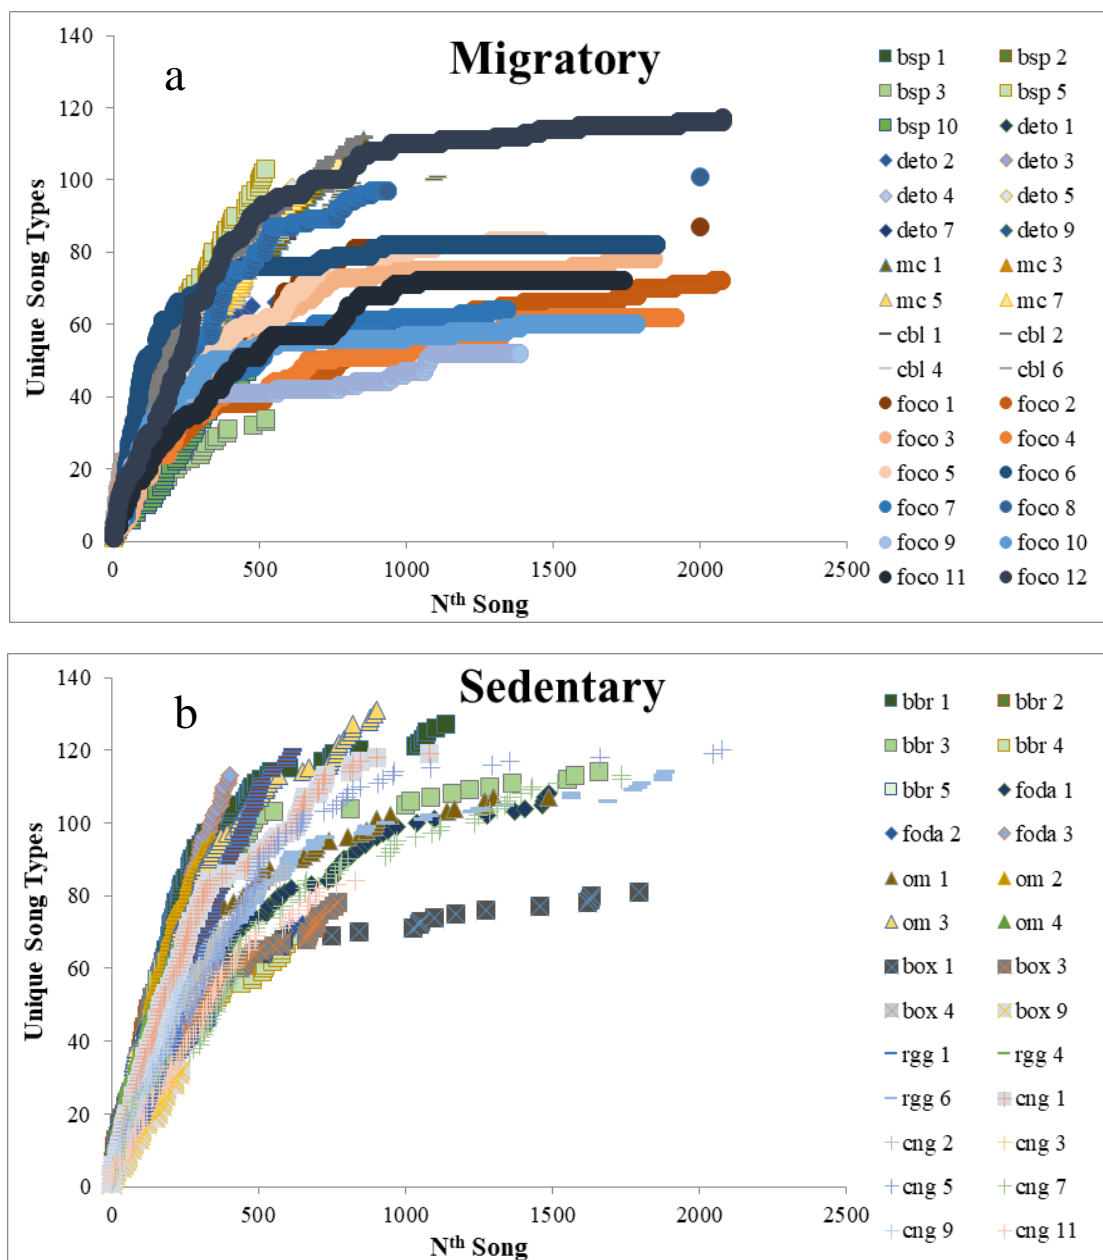 Migratory
a
Unique Song Types
140
120
100
80
60
40
20
0
0 500 1000 1500 2000 2500
Nth Song
bsp 1 bsp 2
bsp 3 bsp 5
bsp 10 deto 1
deto 2 deto 3
deto 4 deto 5
deto 7 deto 9
mc 1 mc 3
mc 5 mc 7
cbl 1 cbl 2
cbl 4 cbl 6
foco 1 foco 2
foco 3 foco 4
foco 5 foco 6
foco 7 foco 8
foco 9 foco 10
foco 11 foco 12
Sedentary
b
Unique Song Types
140
120
100
80
60
40
20
0
0 500 1000 1500 2000 2500
Nth Song
bbr 1 bbr 2
bbr 3 bbr 4
bbr 5 foda 1
foda 2 foda 3
om 1 om 2
om 3 om 4
box 1 box 3
box 4 box 9
rgg 1 rgg 4
rgg 6 cng 1
cng 2 cng 3
cng 5 cng 7
cng 9 cng 11